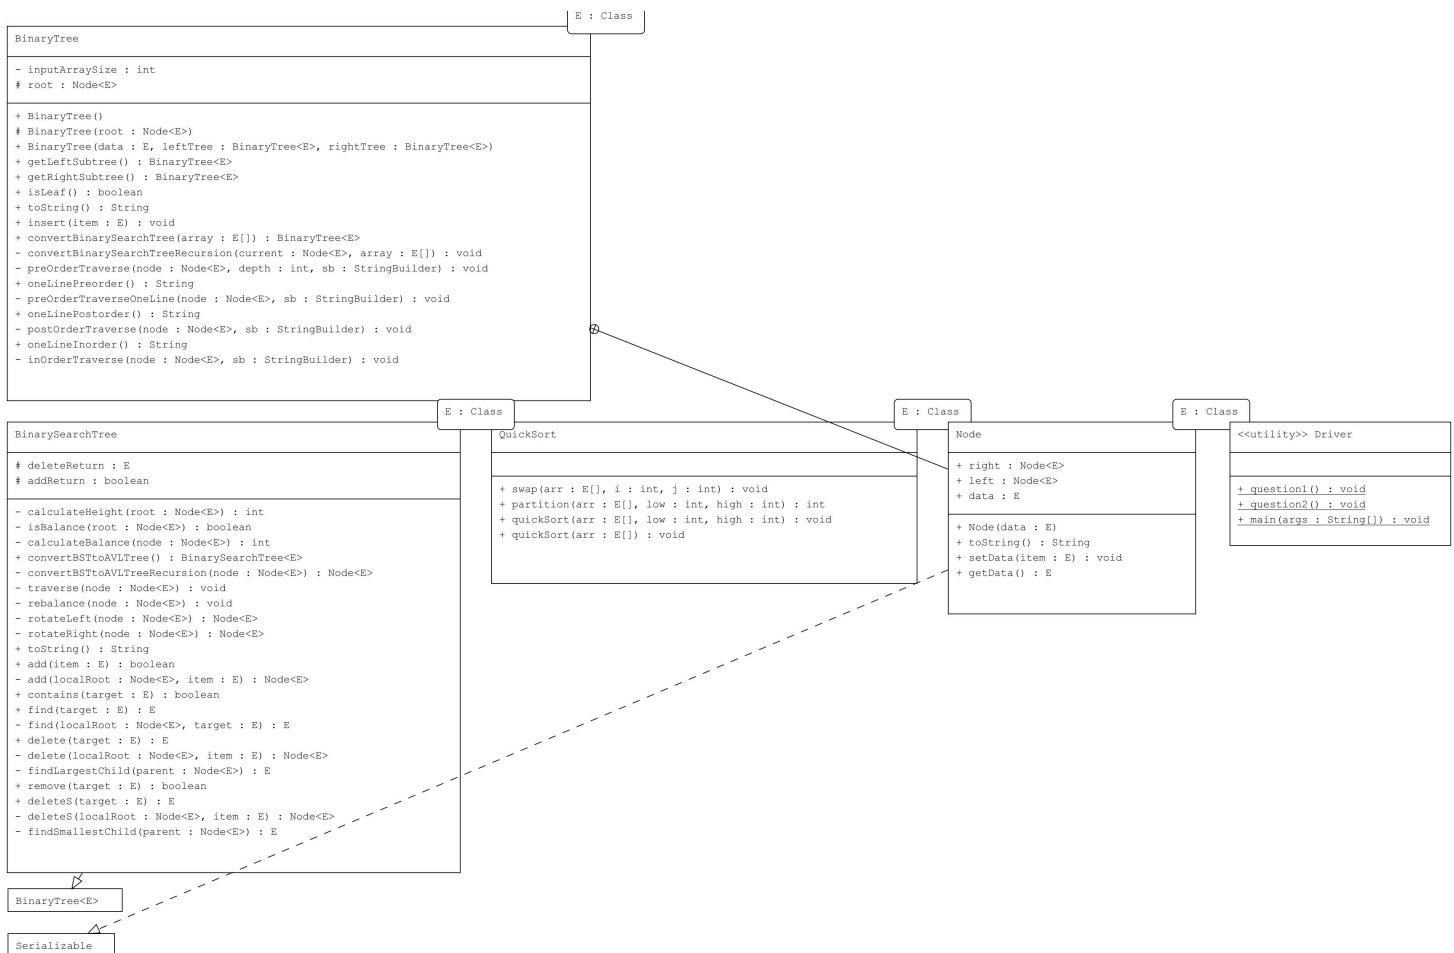 E : Class
BinaryTree
- inputArraySize : int
# root : Node<E>
+ BinaryTree()
# BinaryTree(root : Node<E>)
+ BinaryTree(data : E, leftTree : BinaryTree<E>, rightTree : BinaryTree<E>)
+ getLeftSubtree() : BinaryTree<E>
+ getRightSubtree() : BinaryTree<E>
+ isLeaf() : boolean
+ toString() : String
+ insert(item : E) : void
+ convertBinarySearchTree(array : E[]) : BinaryTree<E>
- convertBinarySearchTreeRecursion(current : Node<E>, array : E[]) : void
- preOrderTraverse(node : Node<E>, depth : int, sb : StringBuilder) : void
+ oneLinePreorder() : String
- preOrderTraverseOneLine(node : Node<E>, sb : StringBuilder) : void
+ oneLinePostorder() : String
- postOrderTraverse(node : Node<E>, sb : StringBuilder) : void
+ oneLineInorder() : String
- inOrderTraverse(node : Node<E>, sb : StringBuilder) : void
E : Class
BinarySearchTree
# deleteReturn : E
# addReturn : boolean
- calculateHeight(root : Node<E>) : int
- isBalance(root : Node<E>) : boolean
- calculateBalance(node : Node<E>) : int
+ convertBSTtoAVLTree() : BinarySearchTree<E>
- convertBSTtoAVLTreeRecursion(node : Node<E>) : Node<E>
- traverse(node : Node<E>) : void
- rebalance(node : Node<E>) : void
- rotateLeft(node : Node<E>) : Node<E>
- rotateRight(node : Node<E>) : Node<E>
+ toString() : String
+ add(item : E) : boolean
- add(localRoot : Node<E>, item : E) : Node<E>
+ contains(target : E) : boolean
+ find(target : E) : E
- find(localRoot : Node<E>, target : E) : E
+ delete(target : E) : E
- delete(localRoot : Node<E>, item : E) : Node<E>
- findLargestChild(parent : Node<E>) : E
+ remove(target : E) : boolean
+ deleteS(target : E) : E
- deleteS(localRoot : Node<E>, item : E) : Node<E>
- findSmallestChild(parent : Node<E>) : E
E : Class
QuickSort
+ swap(arr : E[], i : int, j : int) : void
+ partition(arr : E[], low : int, high : int) : int
+ quickSort(arr : E[], low : int, high : int) : void
+ quickSort(arr : E[]) : void
E : Class
Node
+ right : Node<E>
+ left : Node<E>
+ data : E
+ Node(data : E)
+ toString() : String
+ setData(item : E) : void
+ getData() : E
<<utility>> Driver
+ question1() : void
+ question2() : void
+ main(args : String[]) : void
BinaryTree<E>
Serializable